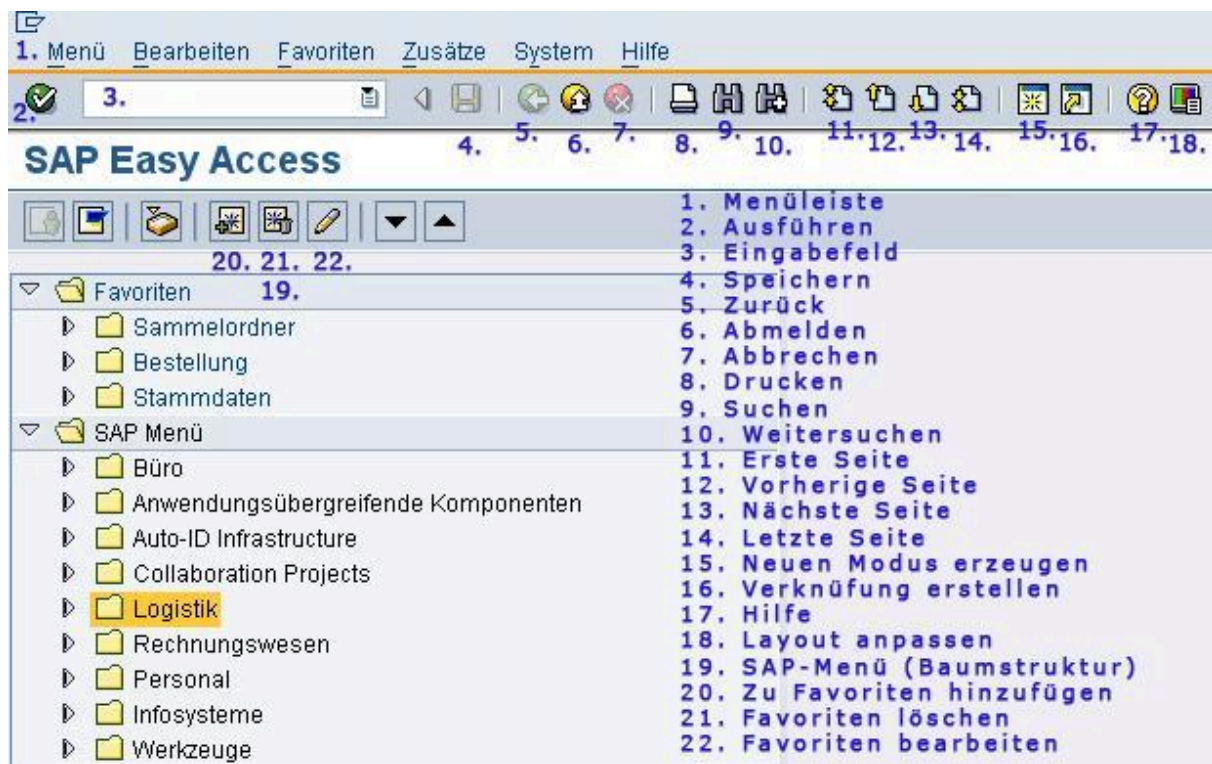 1. Menü Bearbeiten Favoriten Zusätze System Hilfe
2. 3.
4. 5. 6. 7. 8. 9. 10. 11. 12. 13. 14. 15. 16. 17. 18.
SAP Easy Access
20. 21. 22.
Favoriten 19.
Sammelordner
Bestellung
Stammdaten
SAP Menü
Büro
Anwendungsübergreifende Komponenten
Auto-ID Infrastructure
Collaboration Projects
Logistik
Rechnungswesen
Personal
Infosysteme
Werkzeuge
1. Menüleiste
2. Ausführen
3. Eingabefeld
4. Speichern
5. Zurück
6. Abmelden
7. Abbrechen
8. Drucken
9. Suchen
10. Weitersuchen
11. Erste Seite
12. Vorherige Seite
13. Nächste Seite
14. Letzte Seite
15. Neuen Modus erzeugen
16. Verknüfung erstellen
17. Hilfe
18. Layout anpassen
19. SAP-Menü (Baumstruktur)
20. Zu Favoriten hinzufügen
21. Favoriten löschen
22. Favoriten bearbeiten